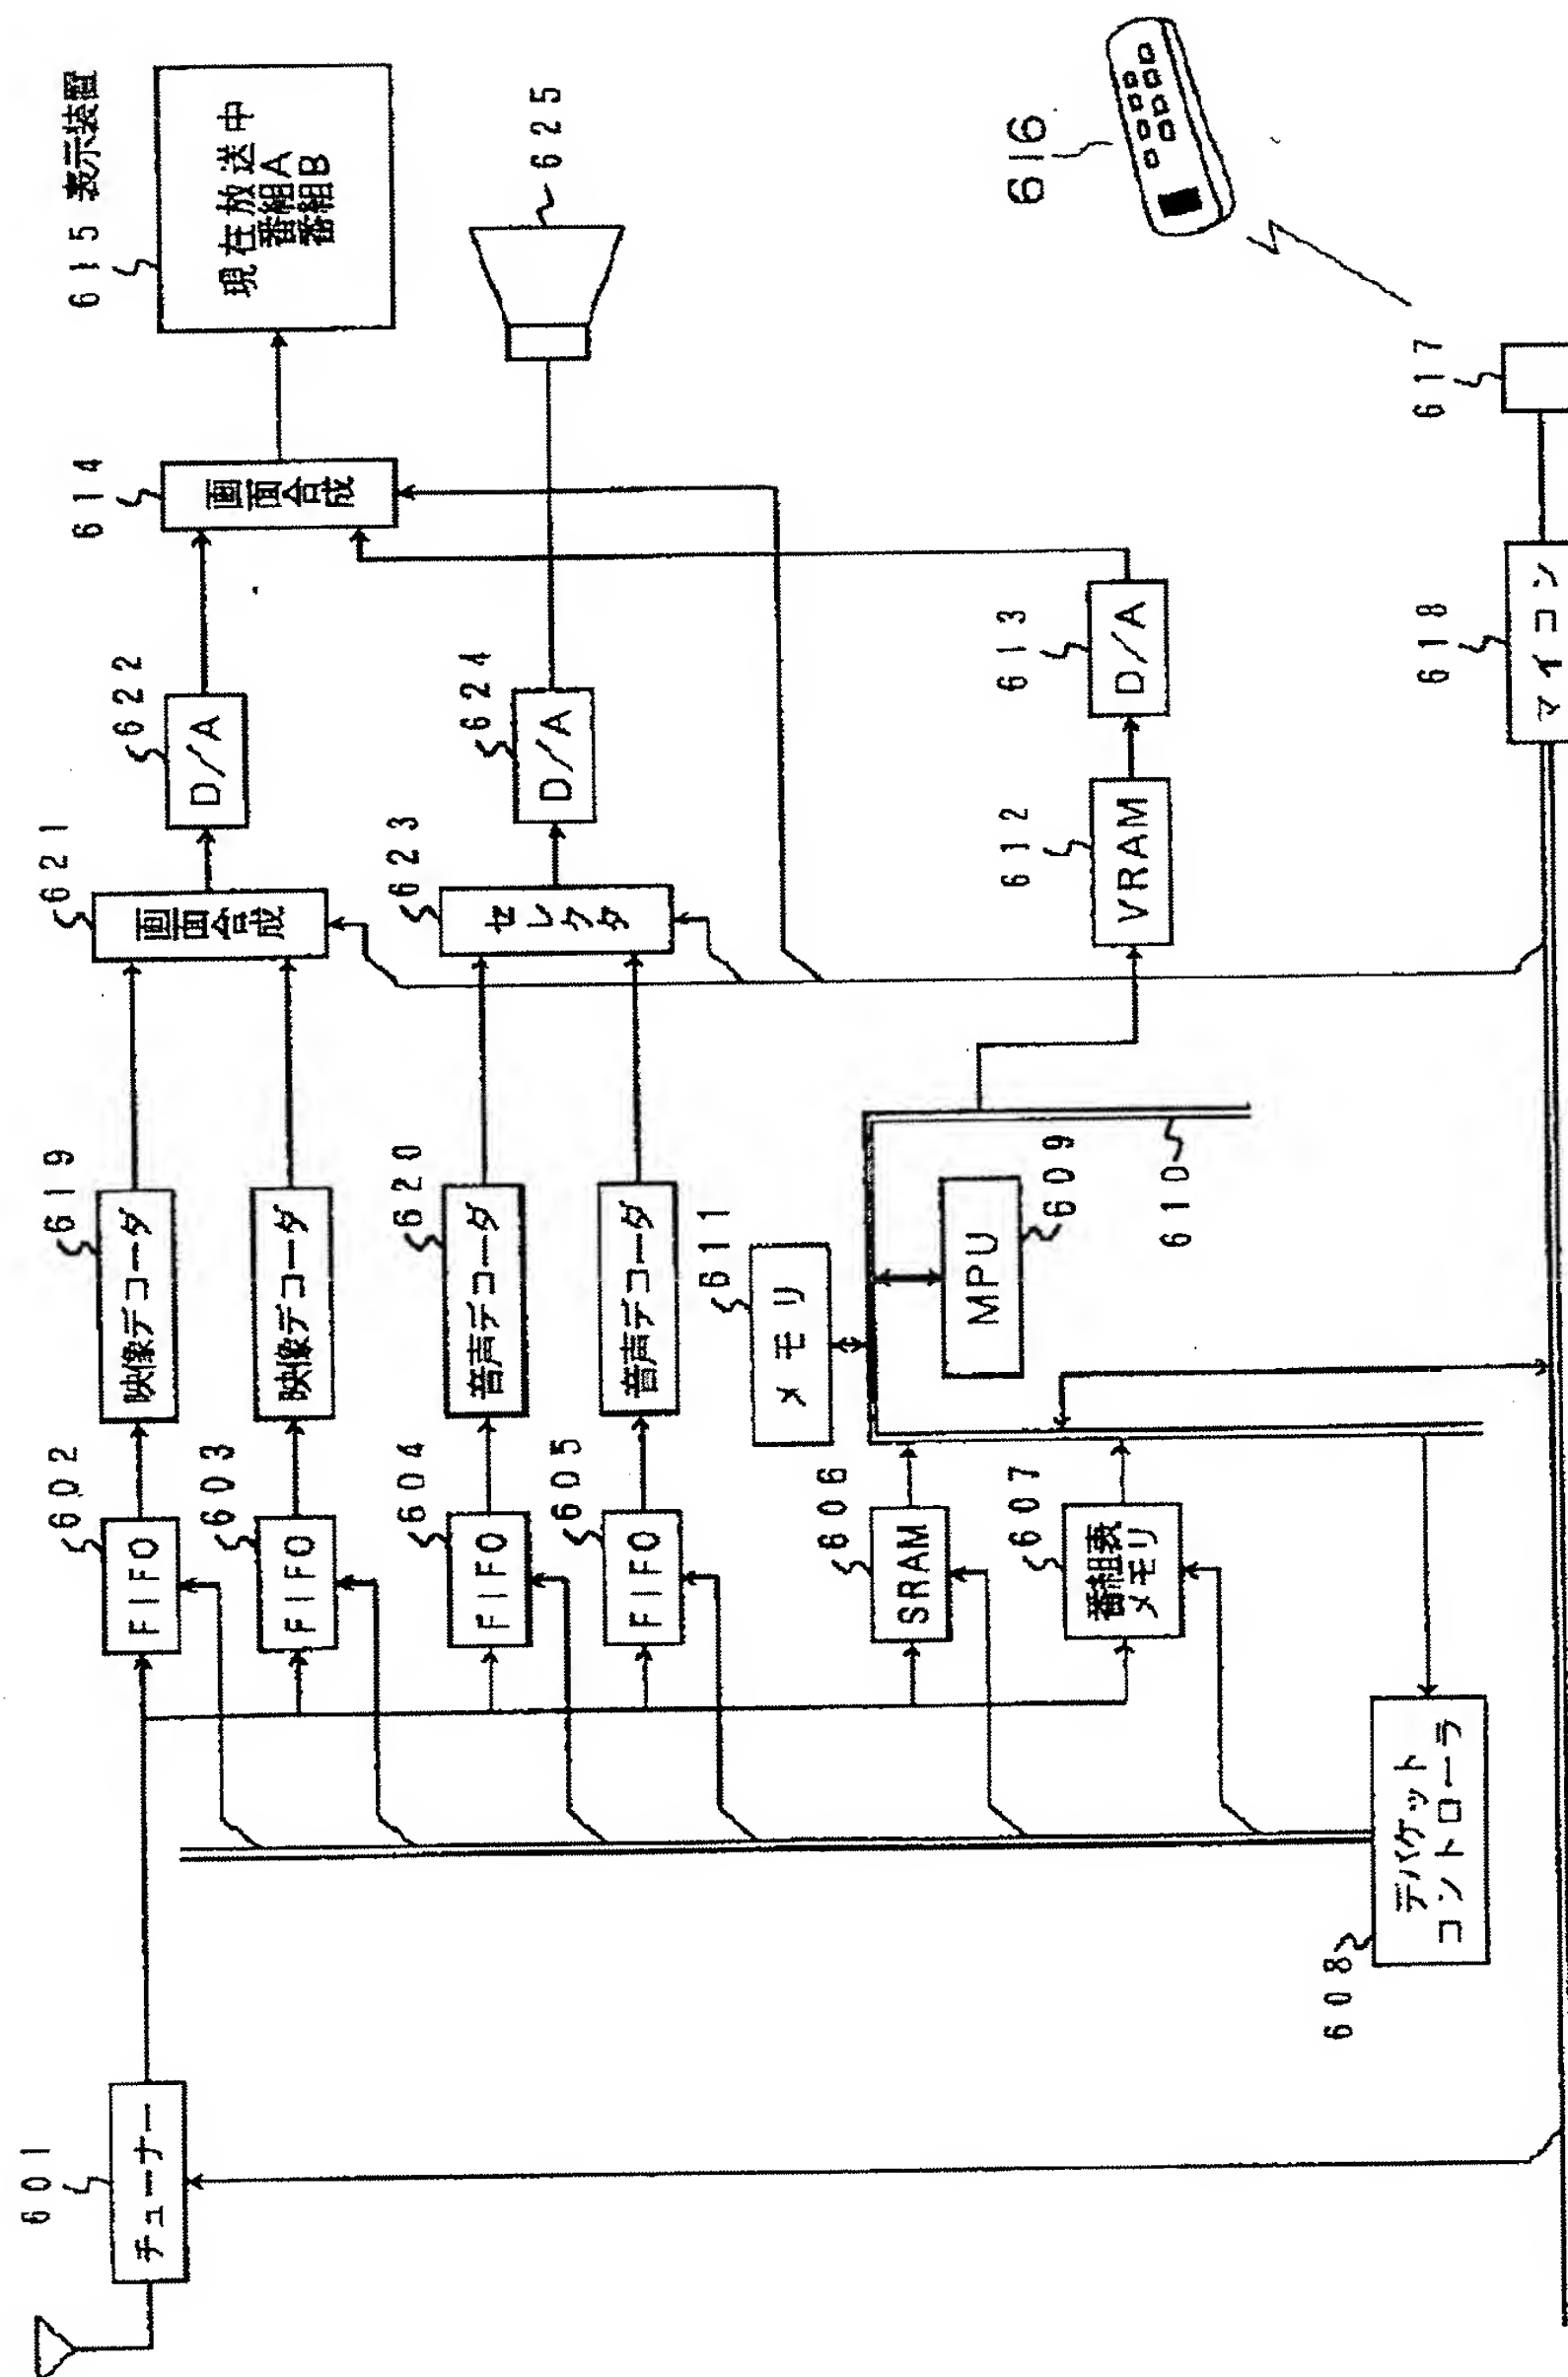 601
チューナー
602
FIFO
603
FIFO
604
FIFO
605
FIFO
606
SRAM
607
番組表
メモリ
608
デパケット
コントローラ
619
映像デコーダ
映像デコーダ
620
音声デコーダ
音声デコーダ
611
メモリ
MPU
609
610
621
画面合成
622
D/A
623
セレクタ
624
D/A
612
VRAM
613
D/A
614
画面合成
615 表示装置
現在放送中
番組A
番組B
625
616
617
618
マイコン